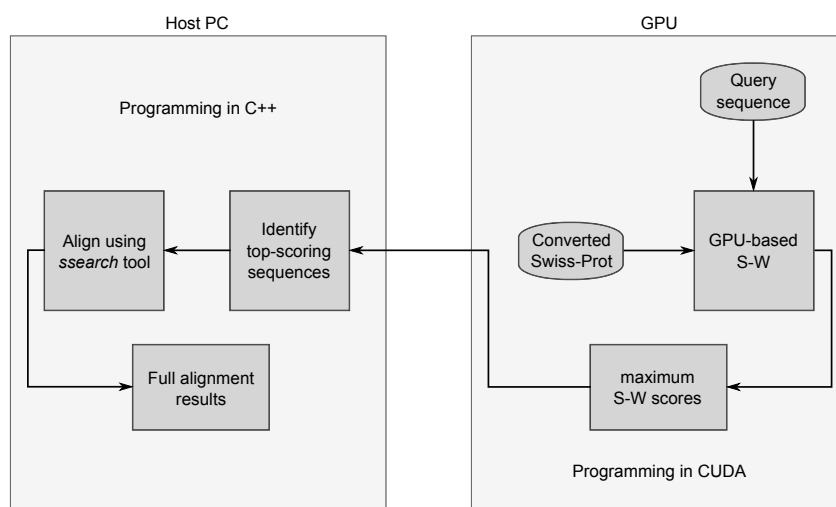 Host PC
GPU
Programming in C++
Query
sequence
Align using
ssearch tool
Identify
top-scoring
sequences
Converted
Swiss-Prot
GPU-based
S-W
Full alignment
results
maximum
S-W scores
Programming in CUDA